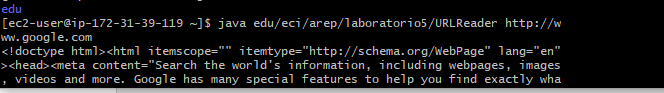 edu
[ec2-user@ip-172-31-39-119 ~]$ java edu/eci/arep/laboratorio5/URLReader http://w
ww.google.com
<!doctype html><html itemscope="" itemtype="http://schema.org/WebPage" lang="en"
><head><meta content="Search the world's information, including webpages, images
, videos and more. Google has many special features to help you find exactly wha